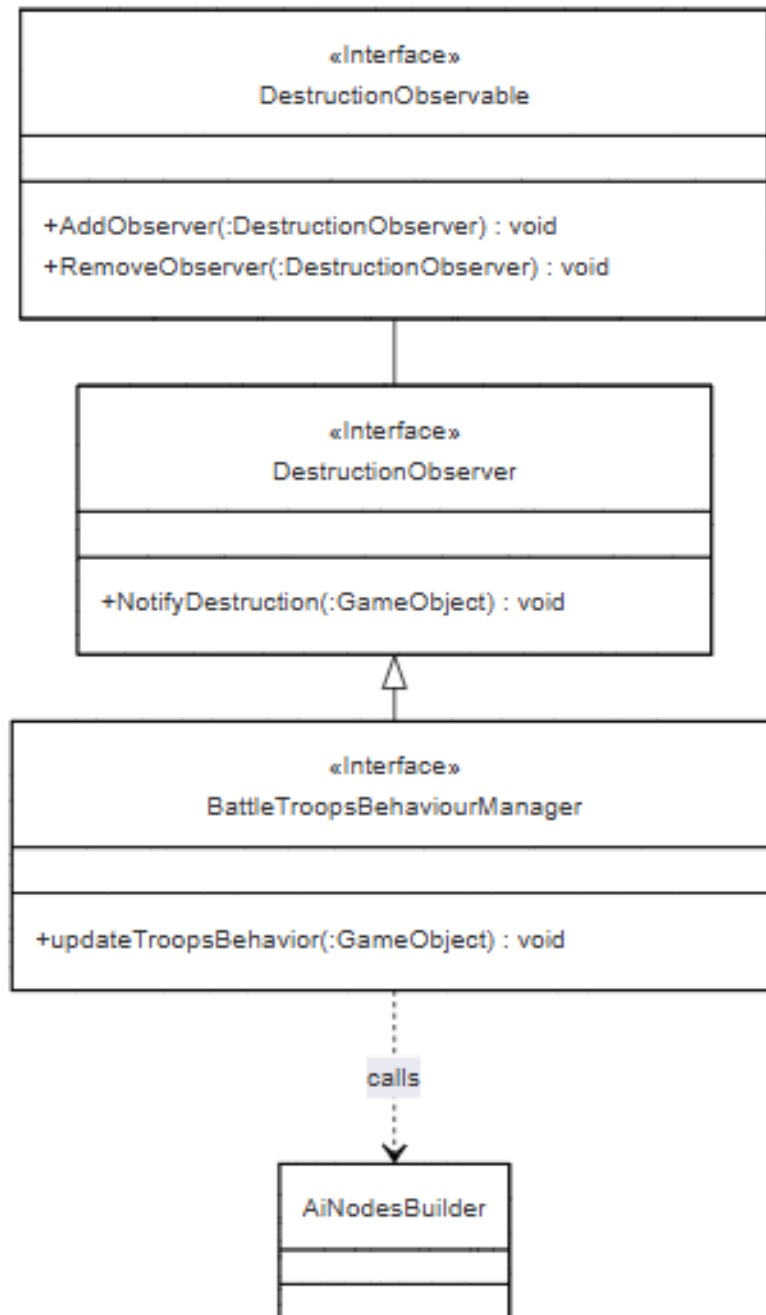 «Interface»
DestructionObservable
+AddObserver(:DestructionObserver) : void
+RemoveObserver(:DestructionObserver) : void
«Interface»
DestructionObserver
+NotifyDestruction(:GameObject) : void
«Interface»
BattleTroopsBehaviourManager
+updateTroopsBehavior(:GameObject) : void
calls
AiNodesBuilder